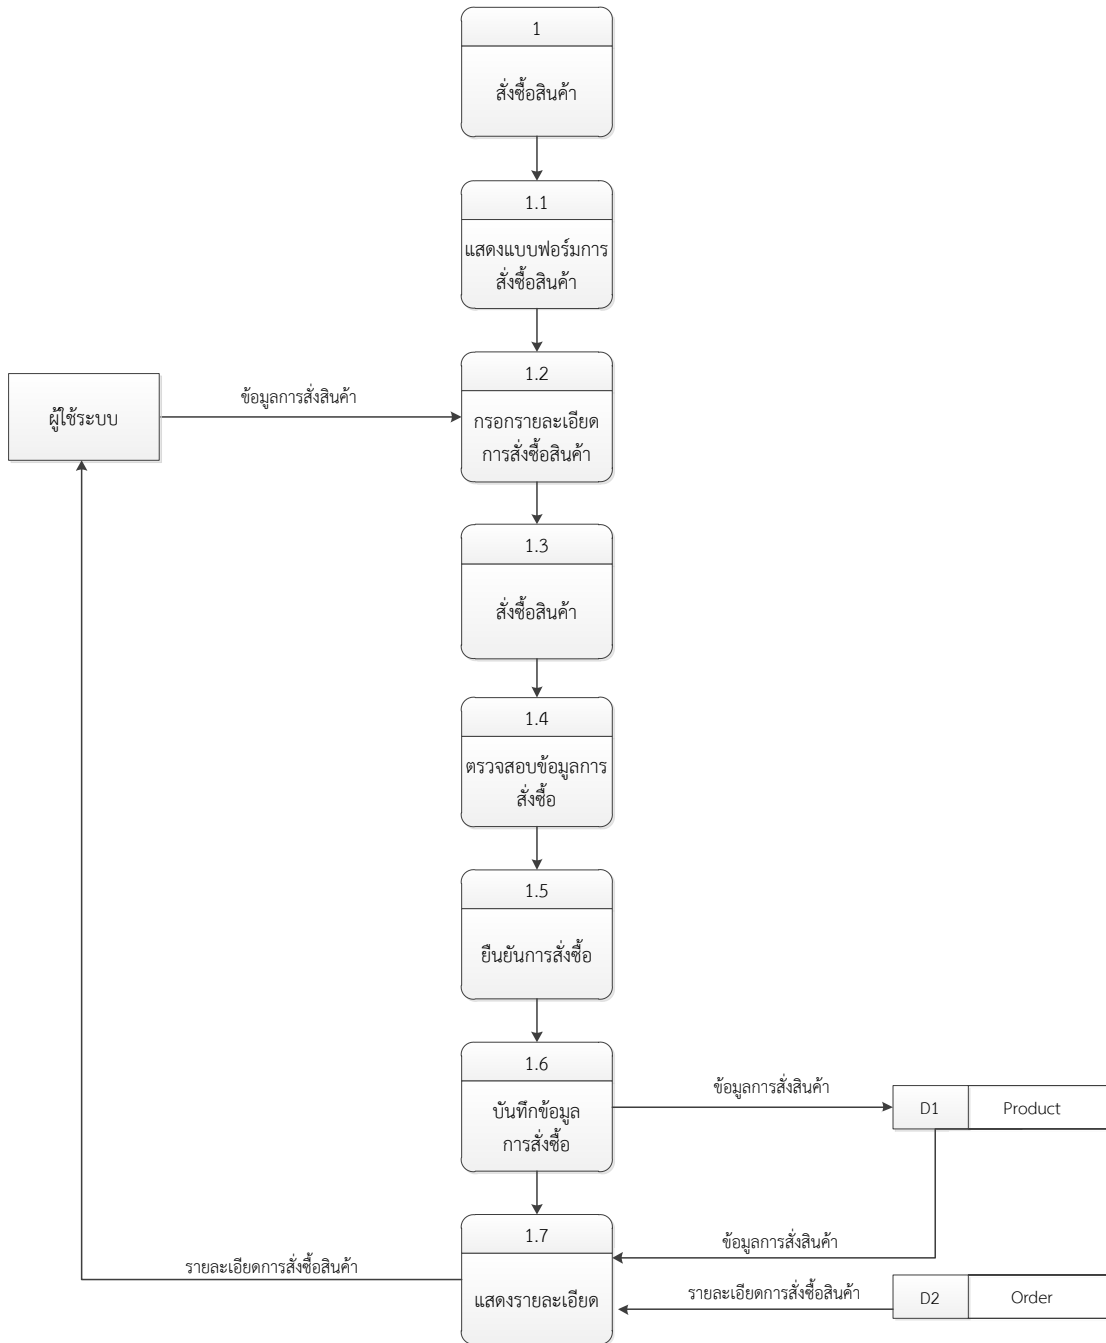 1
สั่งซื้อสินค้า
1.1
แสดงแบบฟอร์มการ
สั่งซื้อสินค้า
1.2
กรอกรายละเอียด
การสั่งซื้อสินค้า
ผู้ใช้ระบบ
ข้อมูลการสั่งสินค้า
1.3
สั่งซื้อสินค้า
1.4
ตรวจสอบข้อมูลการ
สั่งซื้อ
1.5
ยืนยันการสั่งซื้อ
1.6
บันทึกข้อมูล
การสั่งซื้อ
ข้อมูลการสั่งสินค้า
D1
Product
1.7
แสดงรายละเอียด
ข้อมูลการสั่งสินค้า
รายละเอียดการสั่งซื้อสินค้า
รายละเอียดการสั่งซื้อสินค้า
D2
Order